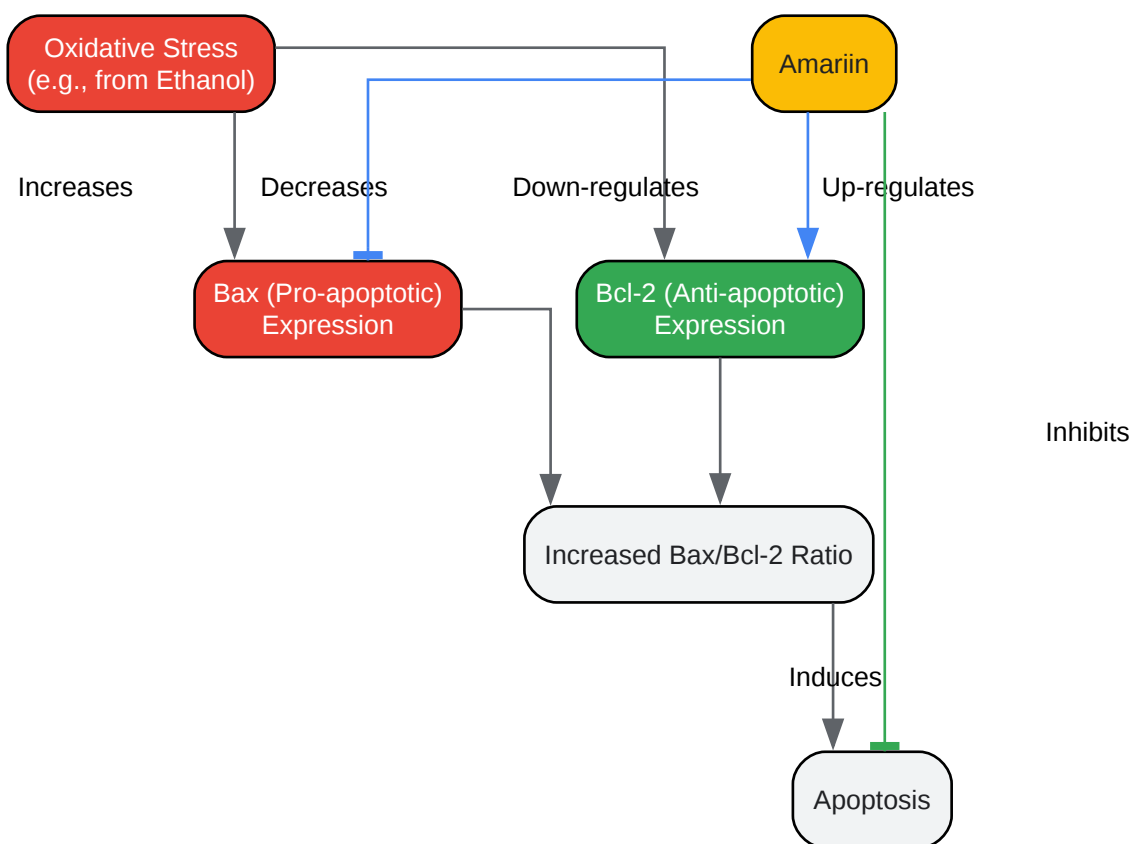 Oxidative Stress
(e.g., from Ethanol)
Amariin
Increases
Decreases
Down-regulates
Up-regulates
Bax (Pro-apoptotic)
Expression
Bcl-2 (Anti-apoptotic)
Expression
Inhibits
Increased Bax/Bcl-2 Ratio
Induces
Apoptosis